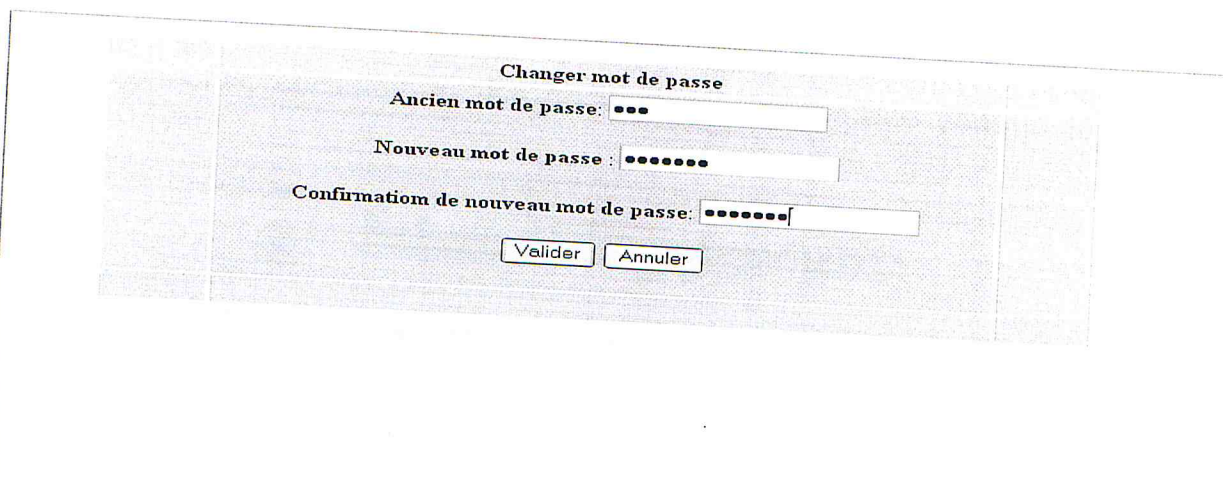 Changer mot de passe
Ancien mot de passe: •••
Nouveau mot de passe : •••••••
Confirmatiom de nouveau mot de passe: •••••••
Valider Annuler